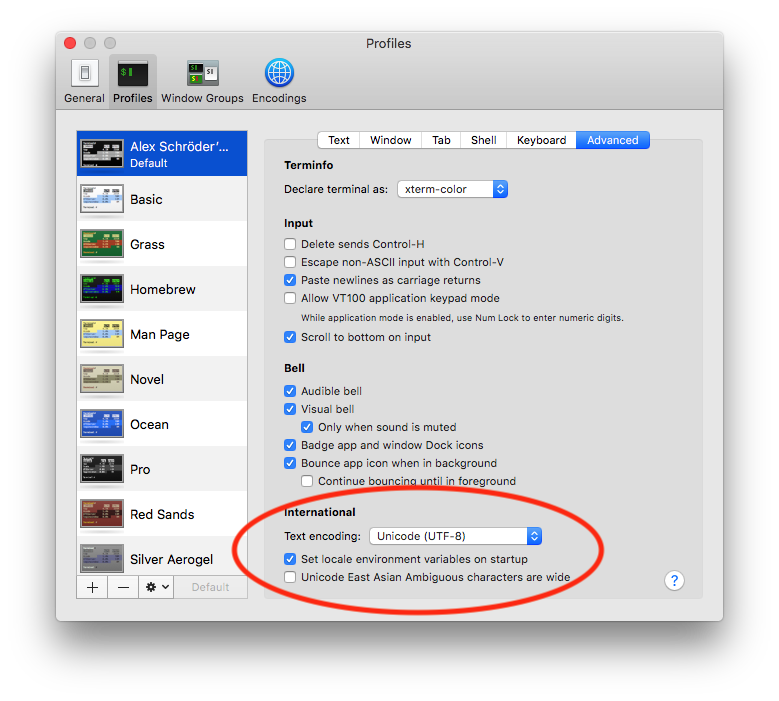 Profiles
General
Profiles
Window Groups
Encodings
Alex Schröder’...
Default
Basic
Grass
Homebrew
Man Page
Novel
Ocean
Pro
Red Sands
Silver Aerogel
Default
Text
Window
Tab
Shell
Keyboard
Advanced
Terminfo
Declare terminal as: xterm-color
Input
Delete sends Control-H
Escape non-ASCII input with Control-V
Paste newlines as carriage returns
Allow VT100 application keypad mode
While application mode is enabled, use Num Lock to enter numeric digits.
Scroll to bottom on input
Bell
Audible bell
Visual bell
Only when sound is muted
Badge app and window Dock icons
Bounce app icon when in background
Continue bouncing until in foreground
International
Text encoding: Unicode (UTF-8)
Set locale environment variables on startup
Unicode East Asian Ambiguous characters are wide
?